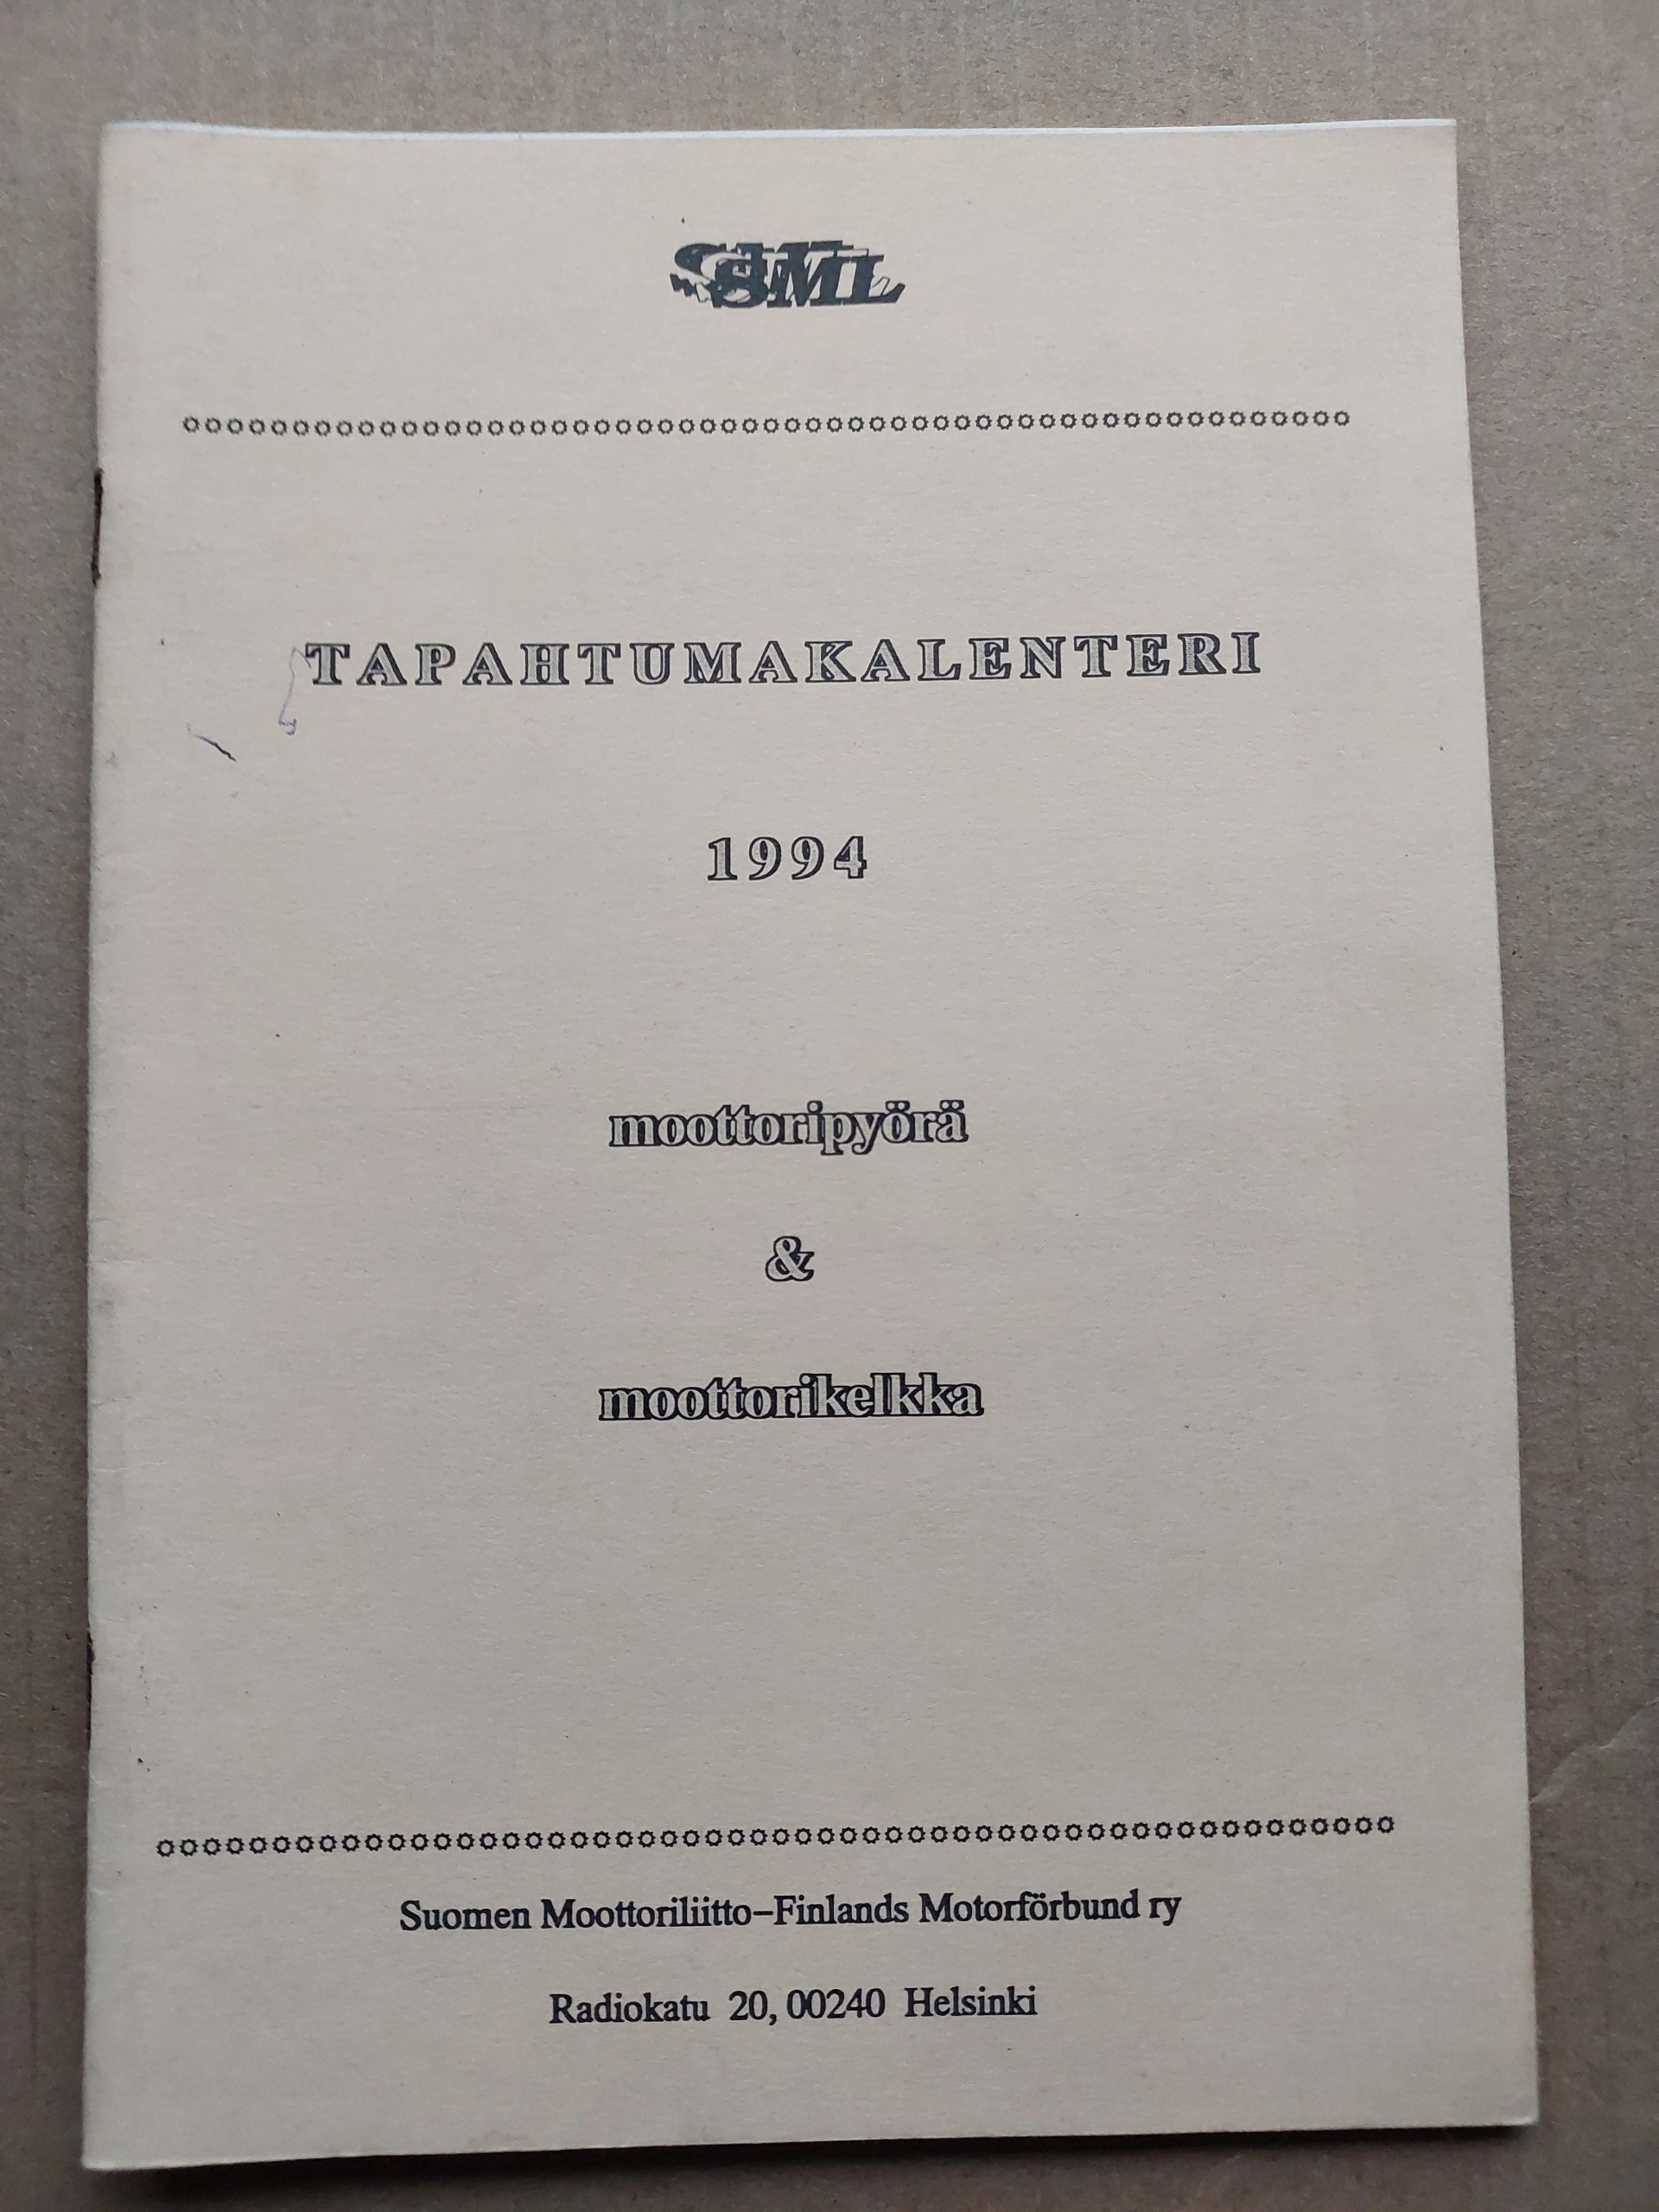 SML
TAPAHTUMAKALENTERI
1994
moottoripyörä
&
moottorikelkka
Suomen Moottoriliitto–Finlands Motorförbund ry
Radiokatu 20, 00240 Helsinki